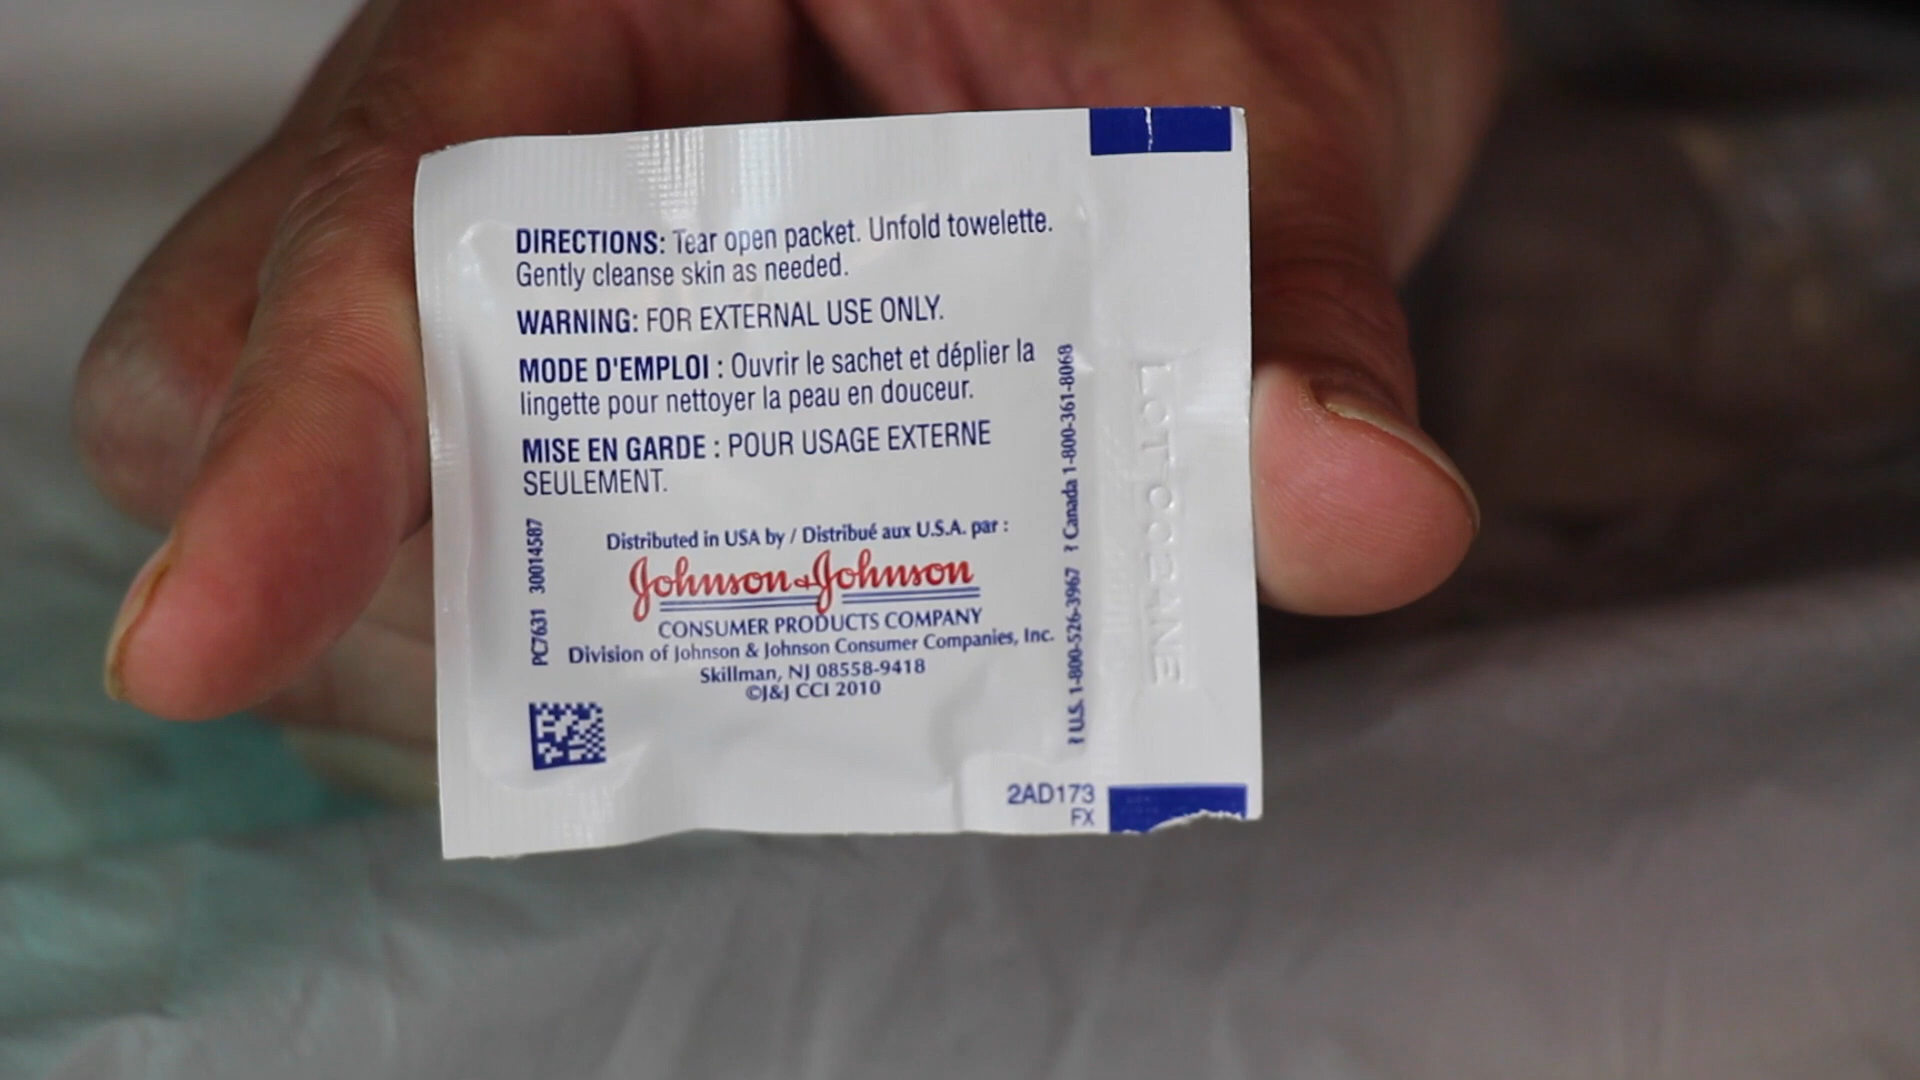 DIRECTIONS: Tear open packet. Unfold towelette.
Gently cleanse skin as needed.
WARNING: FOR EXTERNAL USE ONLY.
MODE D'EMPLOI : Ouvrir le sachet et déplier la
lingette pour nettoyer la peau en douceur.
MISE EN GARDE : POUR USAGE EXTERNE
SEULEMENT.
Distributed in USA by / Distribué aux U.S.A. par :
Johnson+Johnson
CONSUMER PRODUCTS COMPANY
Division of Johnson & Johnson Consumer Companies, Inc.
Skillman, NJ 08558-9418
©J&J CCI 2010
PC7631 30014587
U.S. 1-800-526-3967 Canada 1-800-361-8068
2AD173
FX
LOT